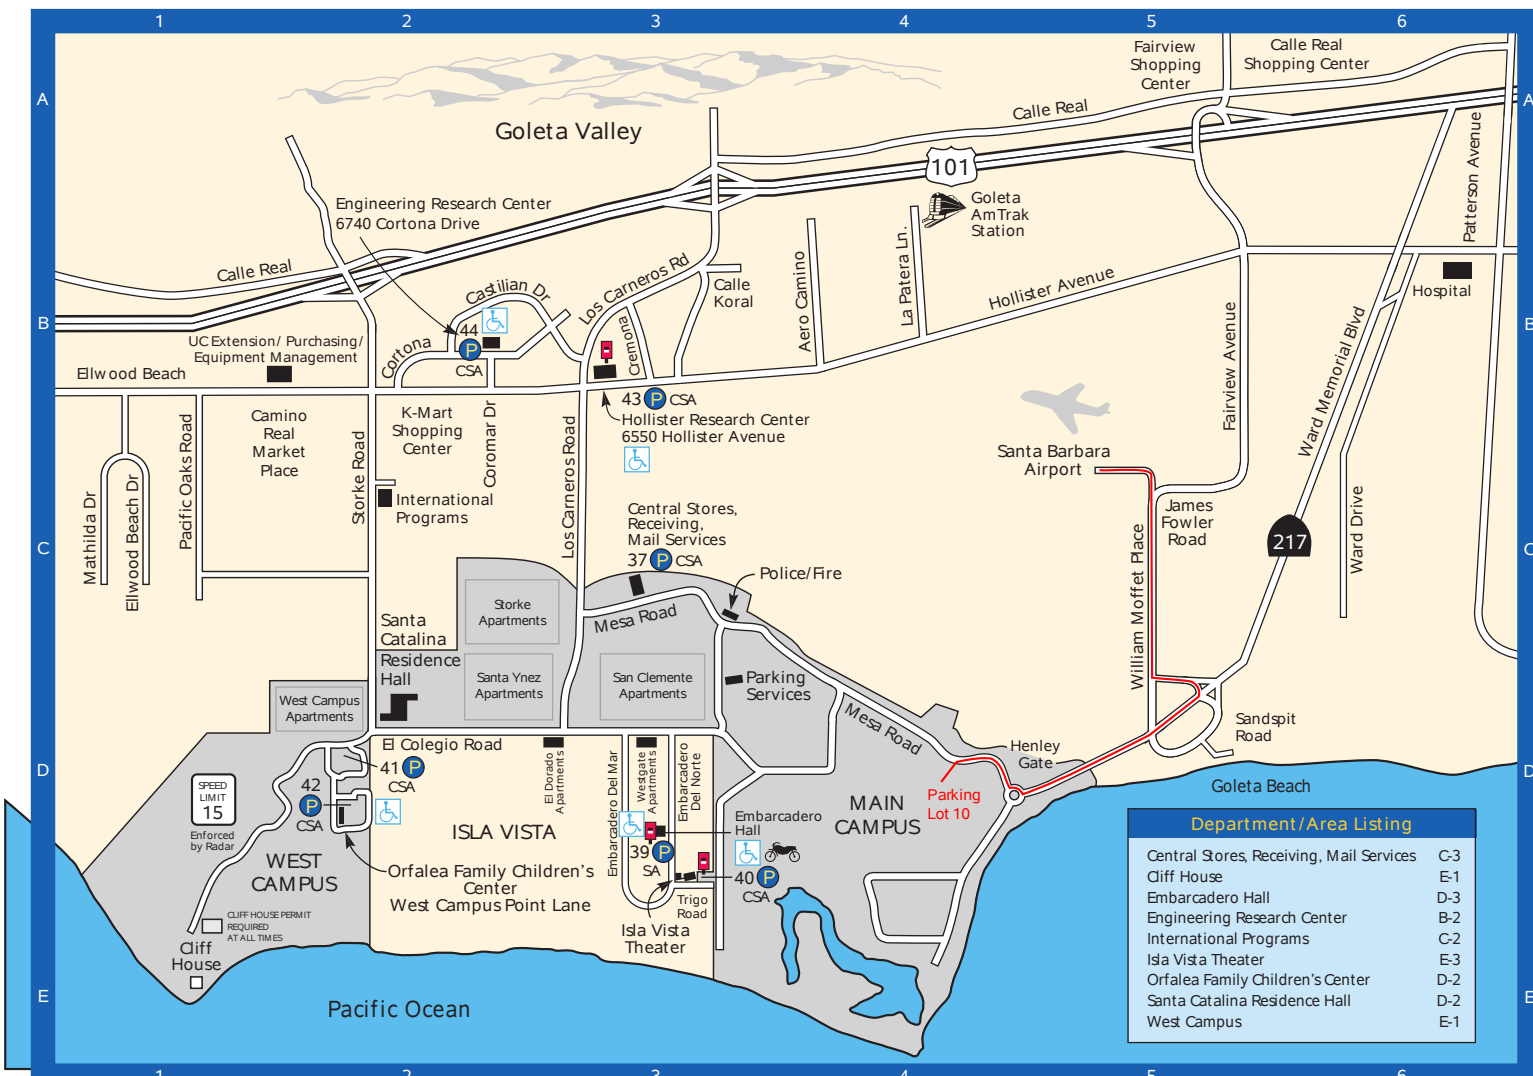 1 2 3 4 5 6
A
Fairview
Shopping
Center
Calle Real
Shopping Center
A
Calle Real
Goleta Valley
101
Patterson Avenue
Engineering Research Center
6740 Cortona Drive
Goleta
AmTrak
Station
Calle Real
Los Carneros Rd
Calle
Koral
Aero Camino
La Patera Ln.
Hollister Avenue
Hospital
Castilian Dr
B
44
P
CSA
Cortona
Cremona
B
UC Extension/ Purchasing/
Equipment Management
Ellwood Beach
Fairview Avenue
Ward Memorial Blvd
43 P CSA
Hollister Research Center
6550 Hollister Avenue
Camino
Real
Market
Place
K-Mart
Shopping
Center
Coromar Dr
Pacific Oaks Road
Storke Road
Los Carneros Road
Santa Barbara
Airport
International
Programs
James
Fowler
Road
Mathilda Dr
Ellwood Beach Dr
Central Stores,
Receiving,
Mail Services
37 P CSA
217
Ward Drive
C
C
Police/Fire
William Moffet Place
Storke
Apartments
Mesa Road
Santa
Catalina
Residence
Hall
Santa Ynez
Apartments
San Clemente
Apartments
Parking
Services
West Campus
Apartments
Mesa Road
Sandspit
Road
El Colegio Road
Henley
Gate
D
41 P
CSA
El Dorado
Apartments
Embarcadero Del Mar
Westgate
Apartments
Embarcadero
Del Norte
D
Goleta Beach
SPEED
LIMIT
15
Enforced
by Radar
42
P
CSA
Parking
Lot 10
MAIN
CAMPUS
ISLA VISTA
Embarcadero
Hall
39 P
SA
40 P
CSA
WEST
CAMPUS
Orfalea Family Children's
Center
West Campus Point Lane
Trigo
Road
Isla Vista
Theater
CLIFF HOUSE PERMIT
REQUIRED
AT ALL TIMES
Cliff
House
E
Pacific Ocean
Department/Area Listing
Central Stores, Receiving, Mail Services C-3
Cliff House E-1
Embarcadero Hall D-3
Engineering Research Center B-2
International Programs C-2
Isla Vista Theater E-3
Orfalea Family Children's Center D-2
Santa Catalina Residence Hall D-2
West Campus E-1
E
1 2 3 4 5 6